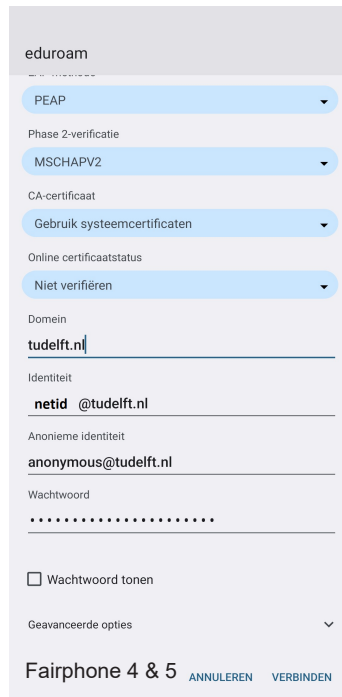 eduroam
PEAP
Phase 2-verificatie
MSCHAPV2
CA-certificaat
Gebruik systeemcertificaten
Online certificaatstatus
Niet verifiëren
Domein
tudelft.nl
Identiteit
netid @tudelft.nl
Anonieme identiteit
anonymous@tudelft.nl
Wachtwoord
••••••••••••••••••••••
Wachtwoord tonen
Geavanceerde opties
Fairphone 4 & 5 ANNULEREN VERBINDEN